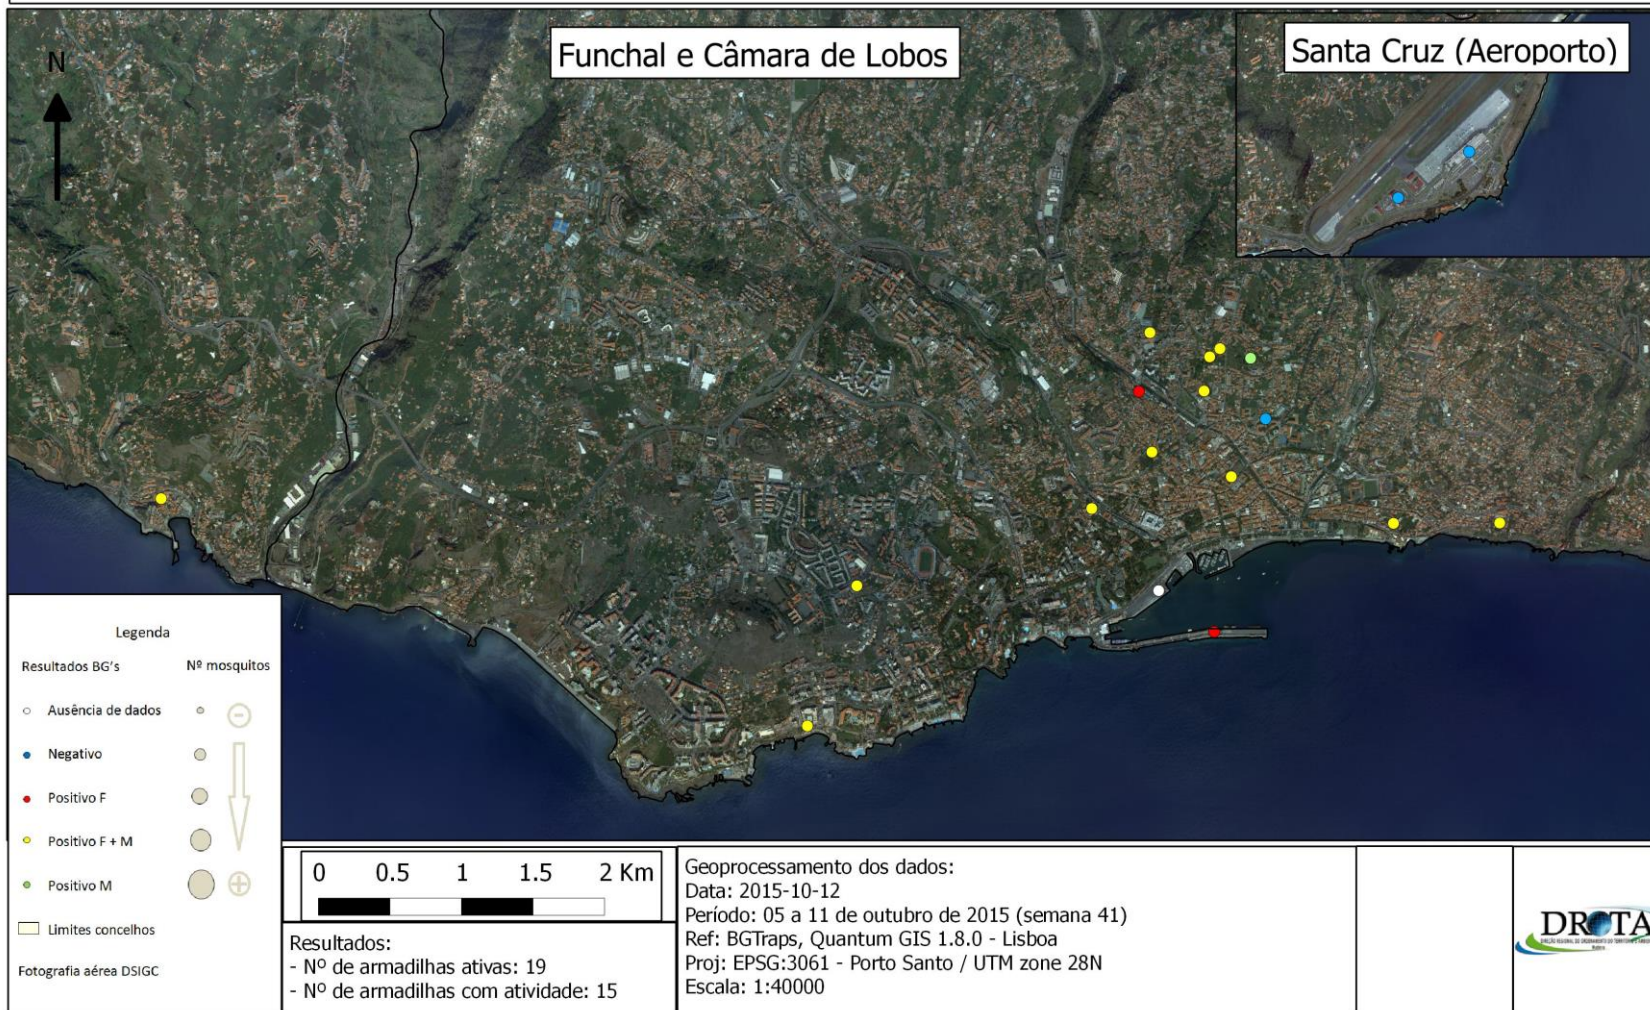 Funchal e Câmara de Lobos
Santa Cruz (Aeroporto)
N
Legenda
Resultados BG's
Nº mosquitos
Ausência de dados
Negativo
Positivo F
Positivo F + M
Positivo M
Limites concelhos
Fotografia aérea DSIGC
0 0.5 1 1.5 2 Km
Resultados:
- Nº de armadilhas ativas: 19
- Nº de armadilhas com atividade: 15
Geoprocessamento dos dados:
Data: 2015-10-12
Período: 05 a 11 de outubro de 2015 (semana 41)
Ref: BGTraps, Quantum GIS 1.8.0 - Lisboa
Proj: EPSG:3061 - Porto Santo / UTM zone 28N
Escala: 1:40000
DROTA